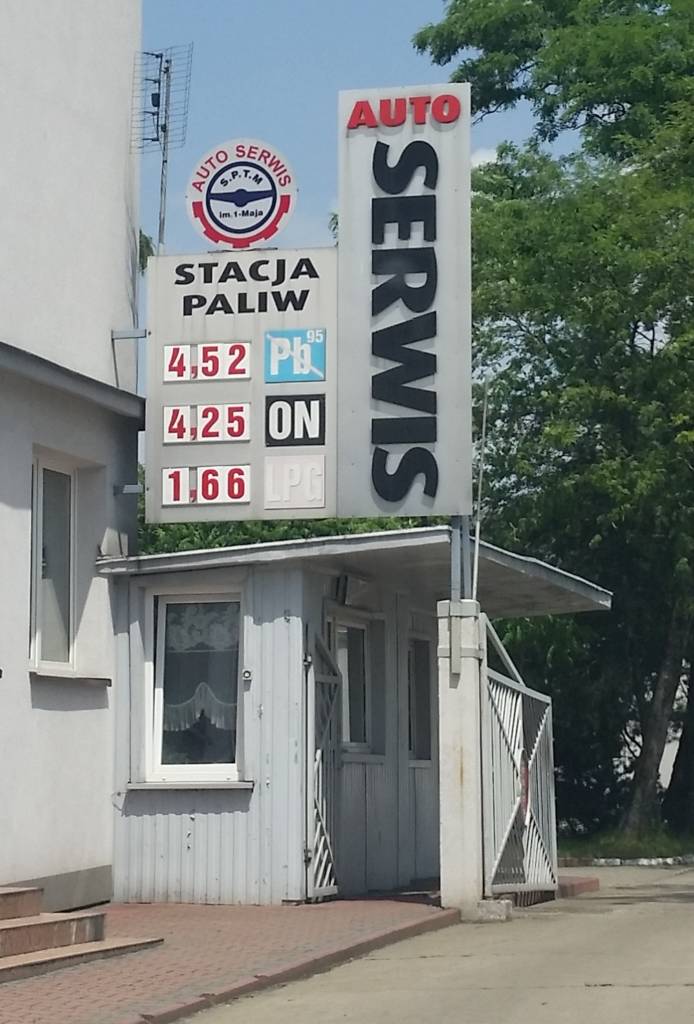 AUTO SERWIS
S.P.T.M
im.1-Maja
STACJA
PALIW
4,52 Pb 95
4,25 ON
1,66 LPG
AUTO
SERWIS